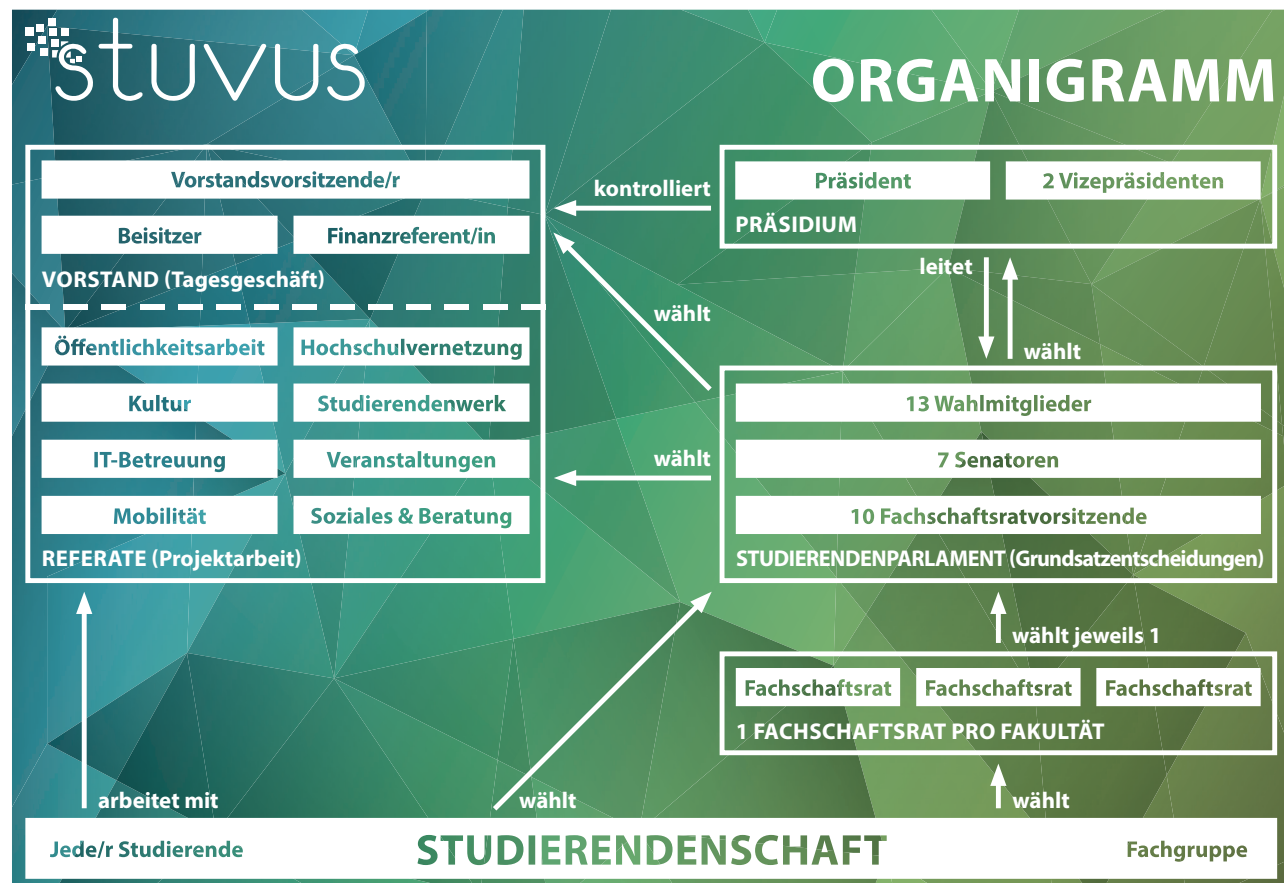 stuvus
ORGANIGRAMM
Vorstandsvorsitzende/r
Beisitzer
Finanzreferent/in
VORSTAND (Tagesgeschäft)
Öffentlichkeitsarbeit
Hochschulvernetzung
Kultur
Studierendenwerk
IT-Betreuung
Veranstaltungen
Mobilität
Soziales & Beratung
REFERATE (Projektarbeit)
kontrolliert
Präsident
2 Vizepräsidenten
PRÄSIDIUM
leitet
wählt
wählt
13 Wahlmitglieder
7 Senatoren
wählt
10 Fachschaftsratvorsitzende
STUDIERENDENPARLAMENT (Grundsatzentscheidungen)
wählt jeweils 1
Fachschaftsrat
Fachschaftsrat
Fachschaftsrat
1 FACHSCHAFTSRAT PRO FAKULTÄT
arbeitet mit
wählt
wählt
Jede/r Studierende
STUDIERENDENSCHAFT
Fachgruppe